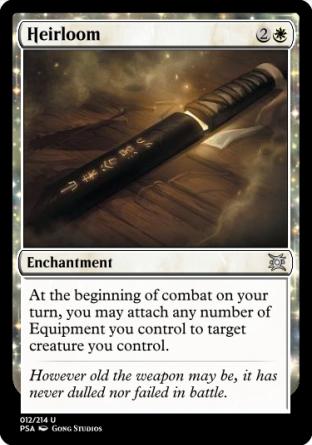 Heirloom 2
Enchantment
At the beginning of combat on your
turn, you may attach any number of
Equipment you control to target
creature you control.
However old the weapon may be, it has
never dulled nor failed in battle.
012/214 U
PSA Gong Studios